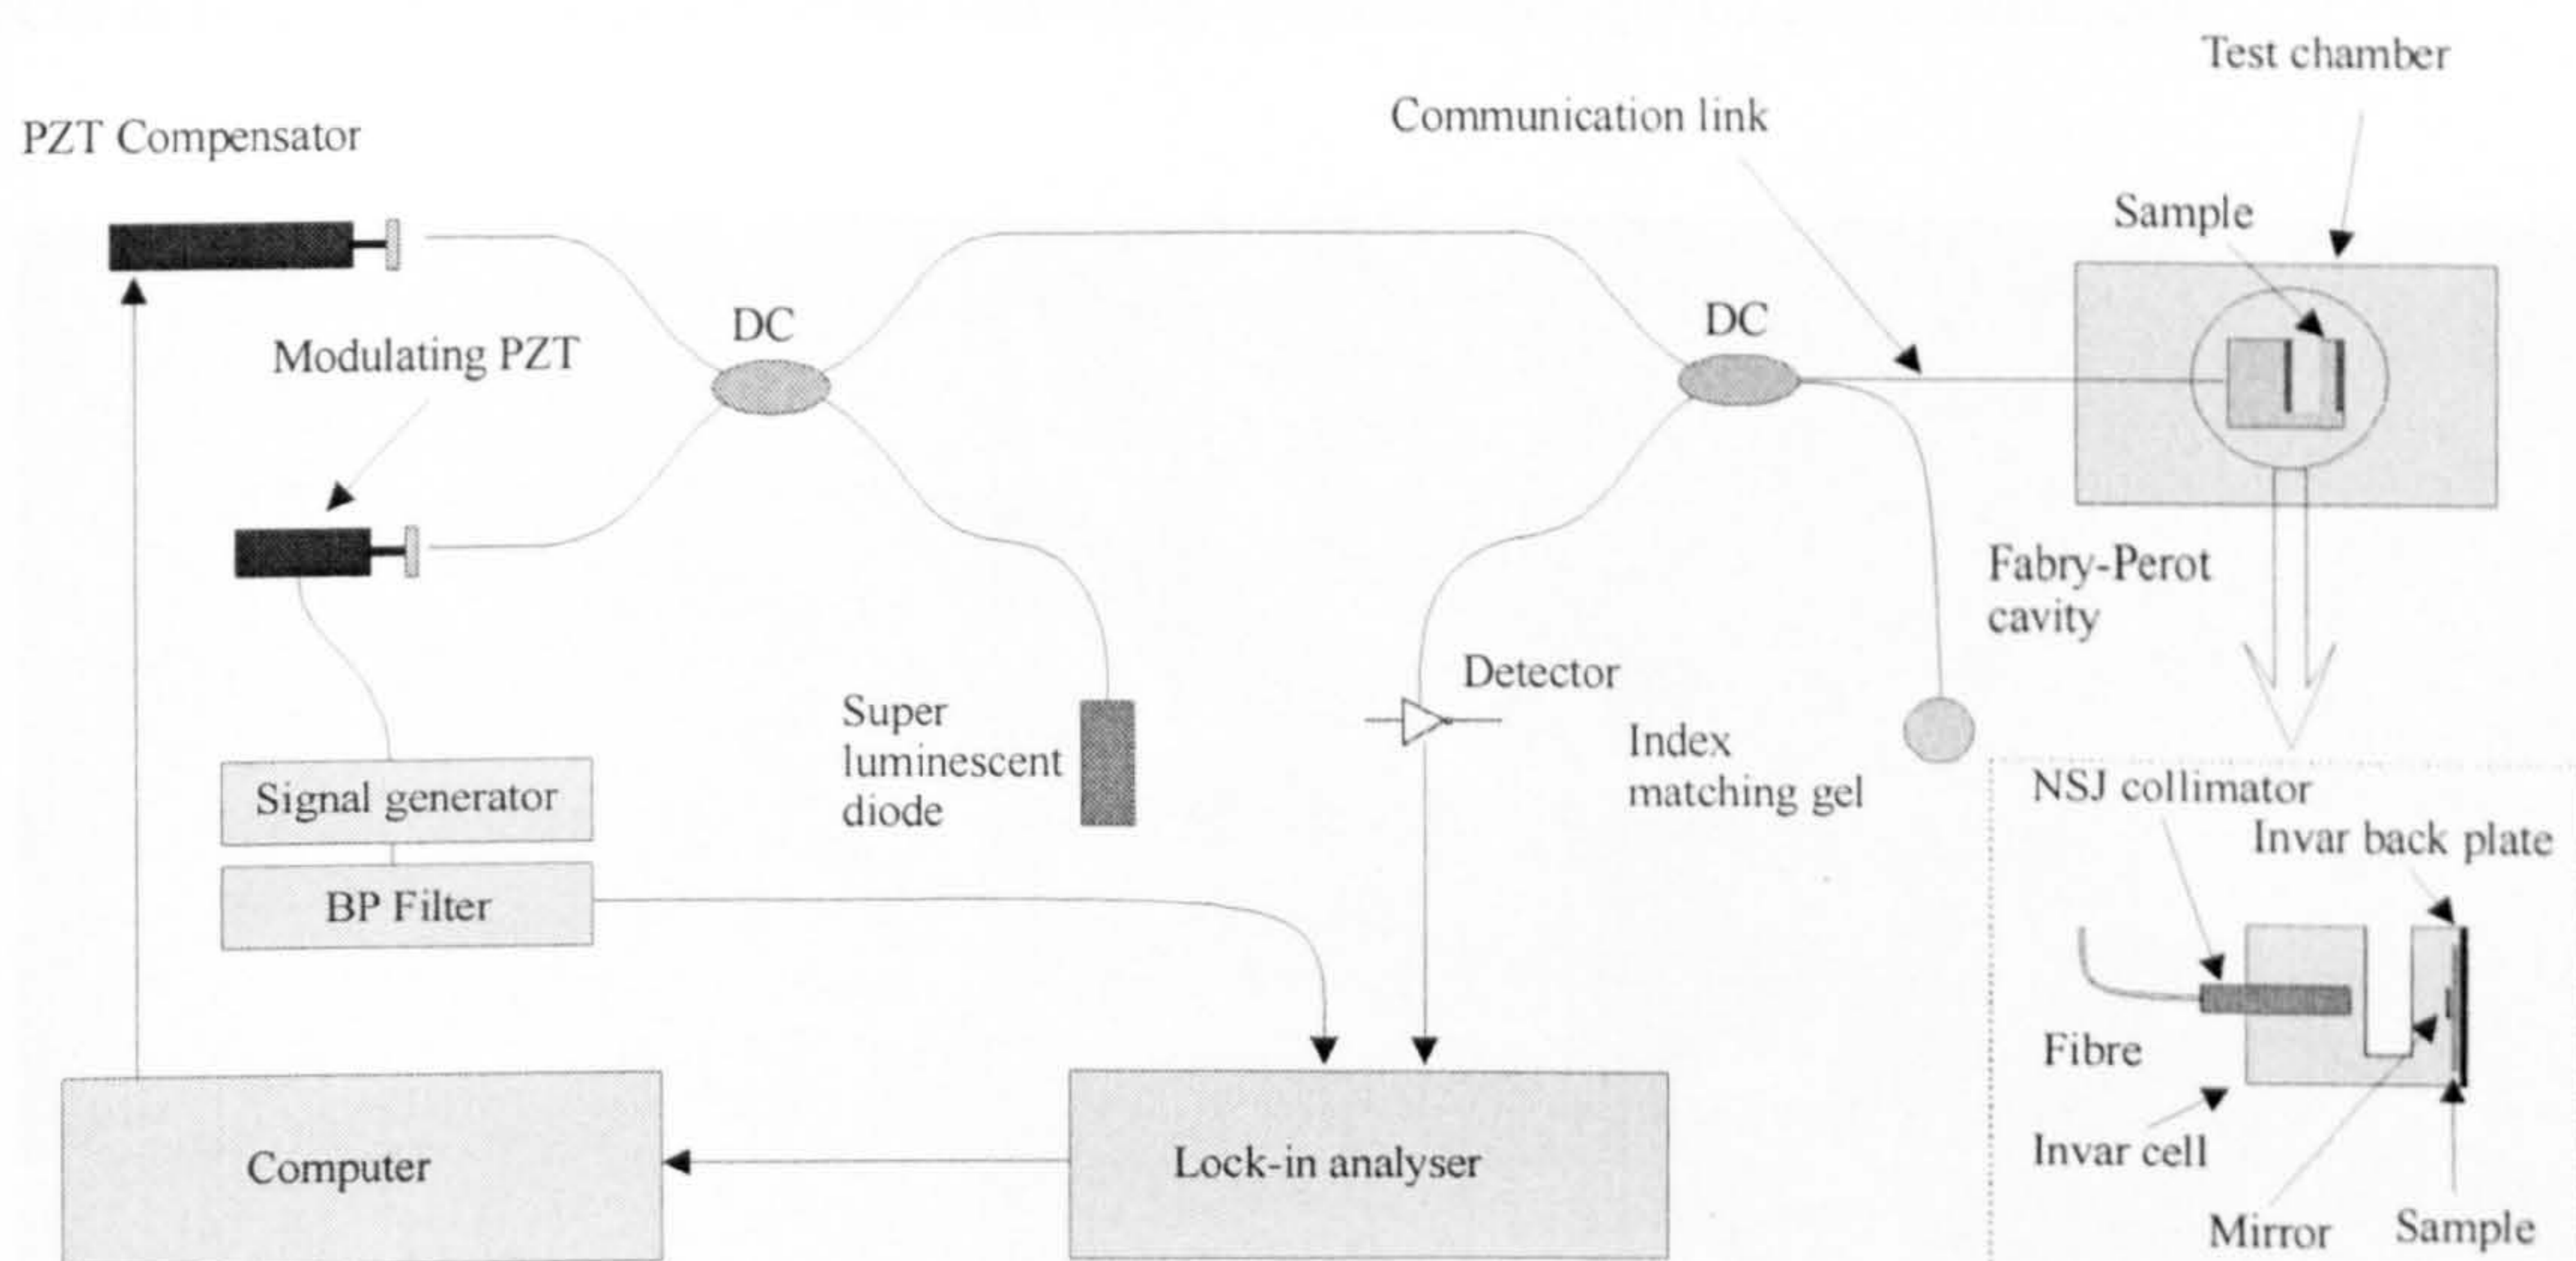 Test chamber
Communication link
PZT Compensator
Sample
DC
DC
Modulating PZT
Fabry-Perot
cavity
Detector
Super
luminescent
diode
Index
matching gel
NSJ collimator
Signal generator
Invar back plate
BP Filter
Fibre
Invar cell
Computer
Lock-in analyser
Mirror
Sample